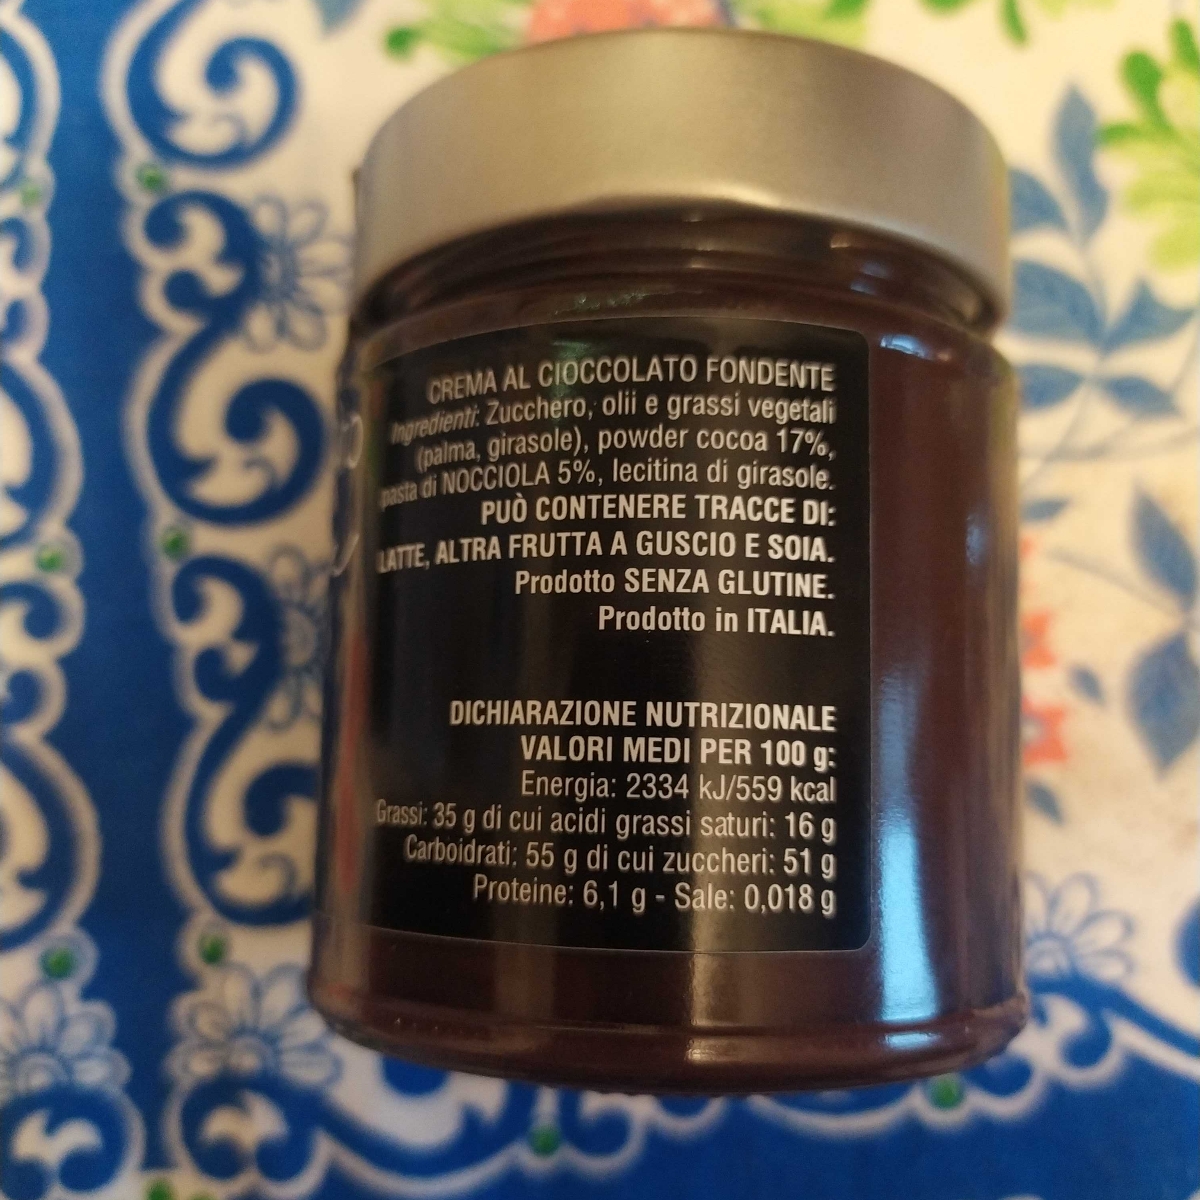 CREMA AL CIOCCOLATO FONDENTE
Ingredienti: Zucchero, olii e grassi vegetali
(palma, girasole), powder cocoa 17%,
pasta di NOCCIOLA 5%, lecitina di girasole.
PUÒ CONTENERE TRACCE DI:
LATTE, ALTRA FRUTTA A GUSCIO E SOIA.
Prodotto SENZA GLUTINE.
Prodotto in ITALIA.
DICHIARAZIONE NUTRIZIONALE
VALORI MEDI PER 100 g:
Energia: 2334 kJ/559 kcal
Grassi: 35 g di cui acidi grassi saturi: 16 g
Carboidrati: 55 g di cui zuccheri: 51 g
Proteine: 6,1 g - Sale: 0,018 g